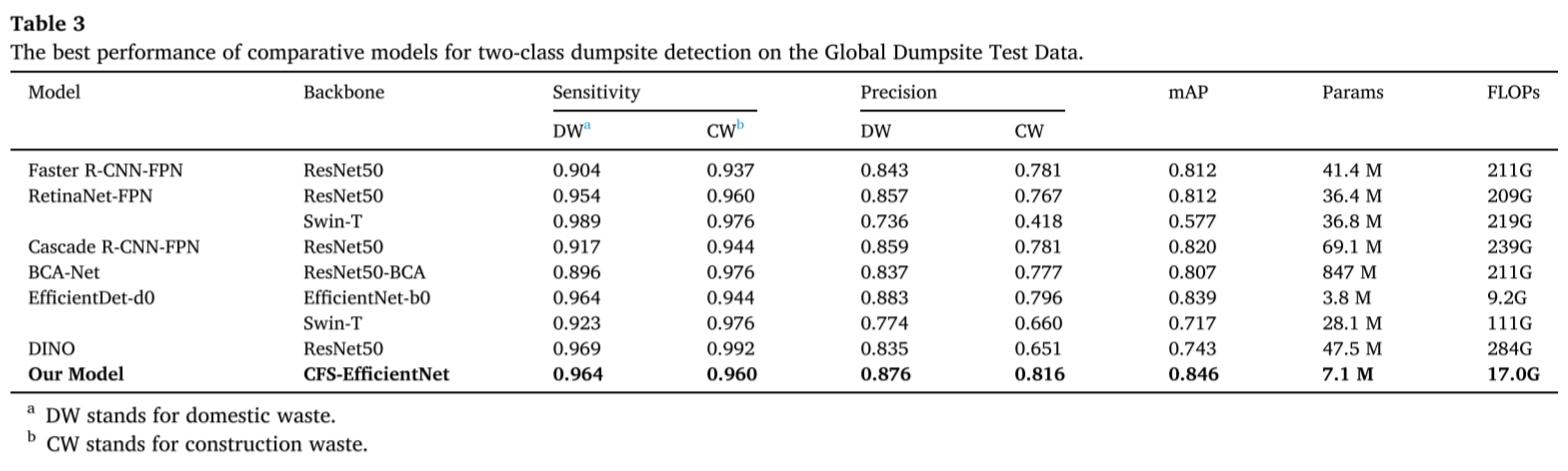 Table 3
The best performance of comparative models for two-class dumpsite detection on the Global Dumpsite Test Data.
Model Backbone Sensitivity Precision mAP Params FLOPs
DWa CWb DW CW
Faster R-CNN-FPN ResNet50 0.904 0.937 0.843 0.781 0.812 41.4 M 211G
RetinaNet-FPN ResNet50 0.954 0.960 0.857 0.767 0.812 36.4 M 209G
Swin-T 0.989 0.976 0.736 0.418 0.577 36.8 M 219G
Cascade R-CNN-FPN ResNet50 0.917 0.944 0.859 0.781 0.820 69.1 M 239G
BCA-Net ResNet50-BCA 0.896 0.976 0.837 0.777 0.807 847 M 211G
EfficientDet-d0 EfficientNet-b0 0.964 0.944 0.883 0.796 0.839 3.8 M 9.2G
Swin-T 0.923 0.976 0.774 0.660 0.717 28.1 M 111G
DINO ResNet50 0.969 0.992 0.835 0.651 0.743 47.5 M 284G
Our Model CFS-EfficientNet 0.964 0.960 0.876 0.816 0.846 7.1 M 17.0G
a DW stands for domestic waste.
b CW stands for construction waste.